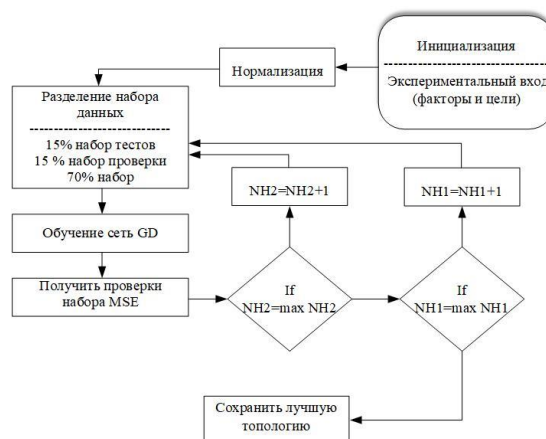 Инициализация
Экспериментальный вход
(факторы и цели)
Нормализация
Разделение набора
данных
15% набор тестов
15 % набор проверки
70% набор
NH2=NH2+1
NH1=NH1+1
Обучение сеть GD
Получить проверки
набора MSE
If
NH2=max NH2
If
NH1=max NH1
Сохранить лучшую
топологию